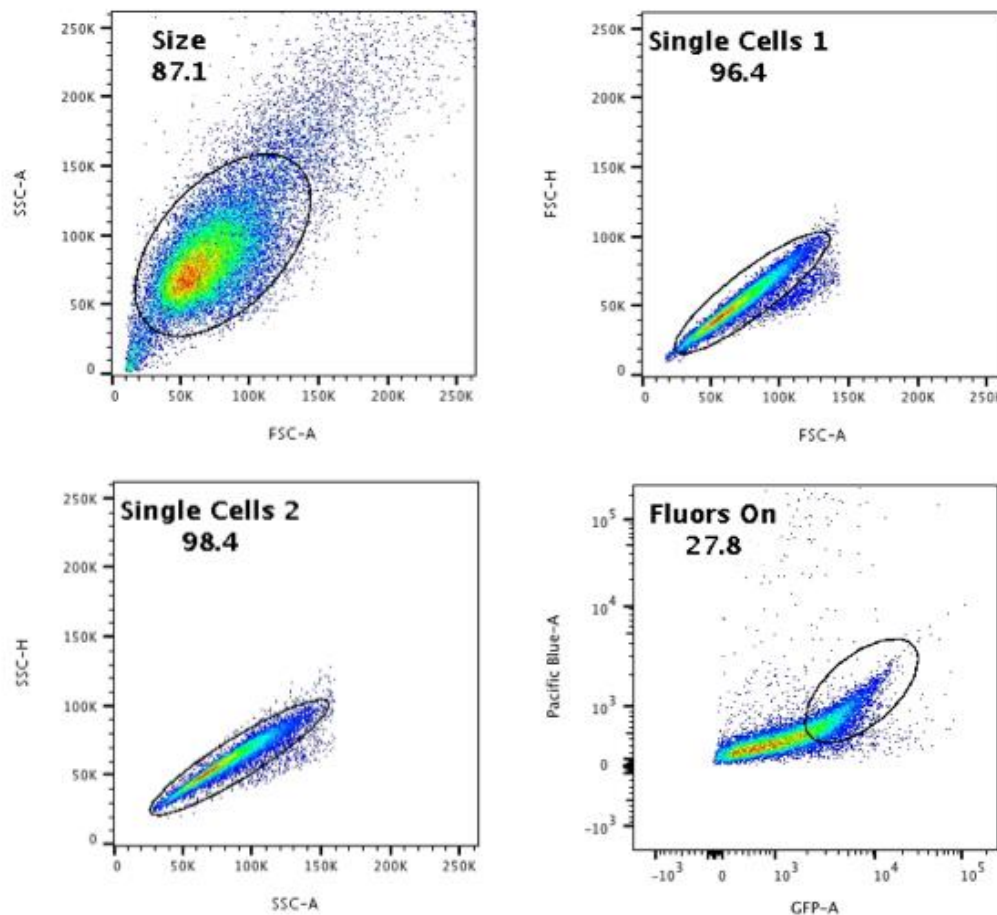 250K
200K
150K
100K
50K
0
SSC-A
Size
87.1
0 50K 100K 150K 200K 250K
FSC-A
250K
200K
150K
100K
50K
0
FSC-H
Single Cells 1
96.4
0 50K 100K 150K 200K 250K
FSC-A
250K
200K
150K
100K
50K
0
SSC-H
Single Cells 2
98.4
0 50K 100K 150K 200K 250K
SSC-A
10⁵
10⁴
10³
0
-10³
Pacific Blue-A
Fluors On
27.8
-10³ 0 10³ 10⁴ 10⁵
GFP-A